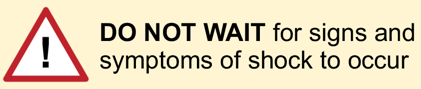 !
DO NOT WAIT for signs and
symptoms of shock to occur